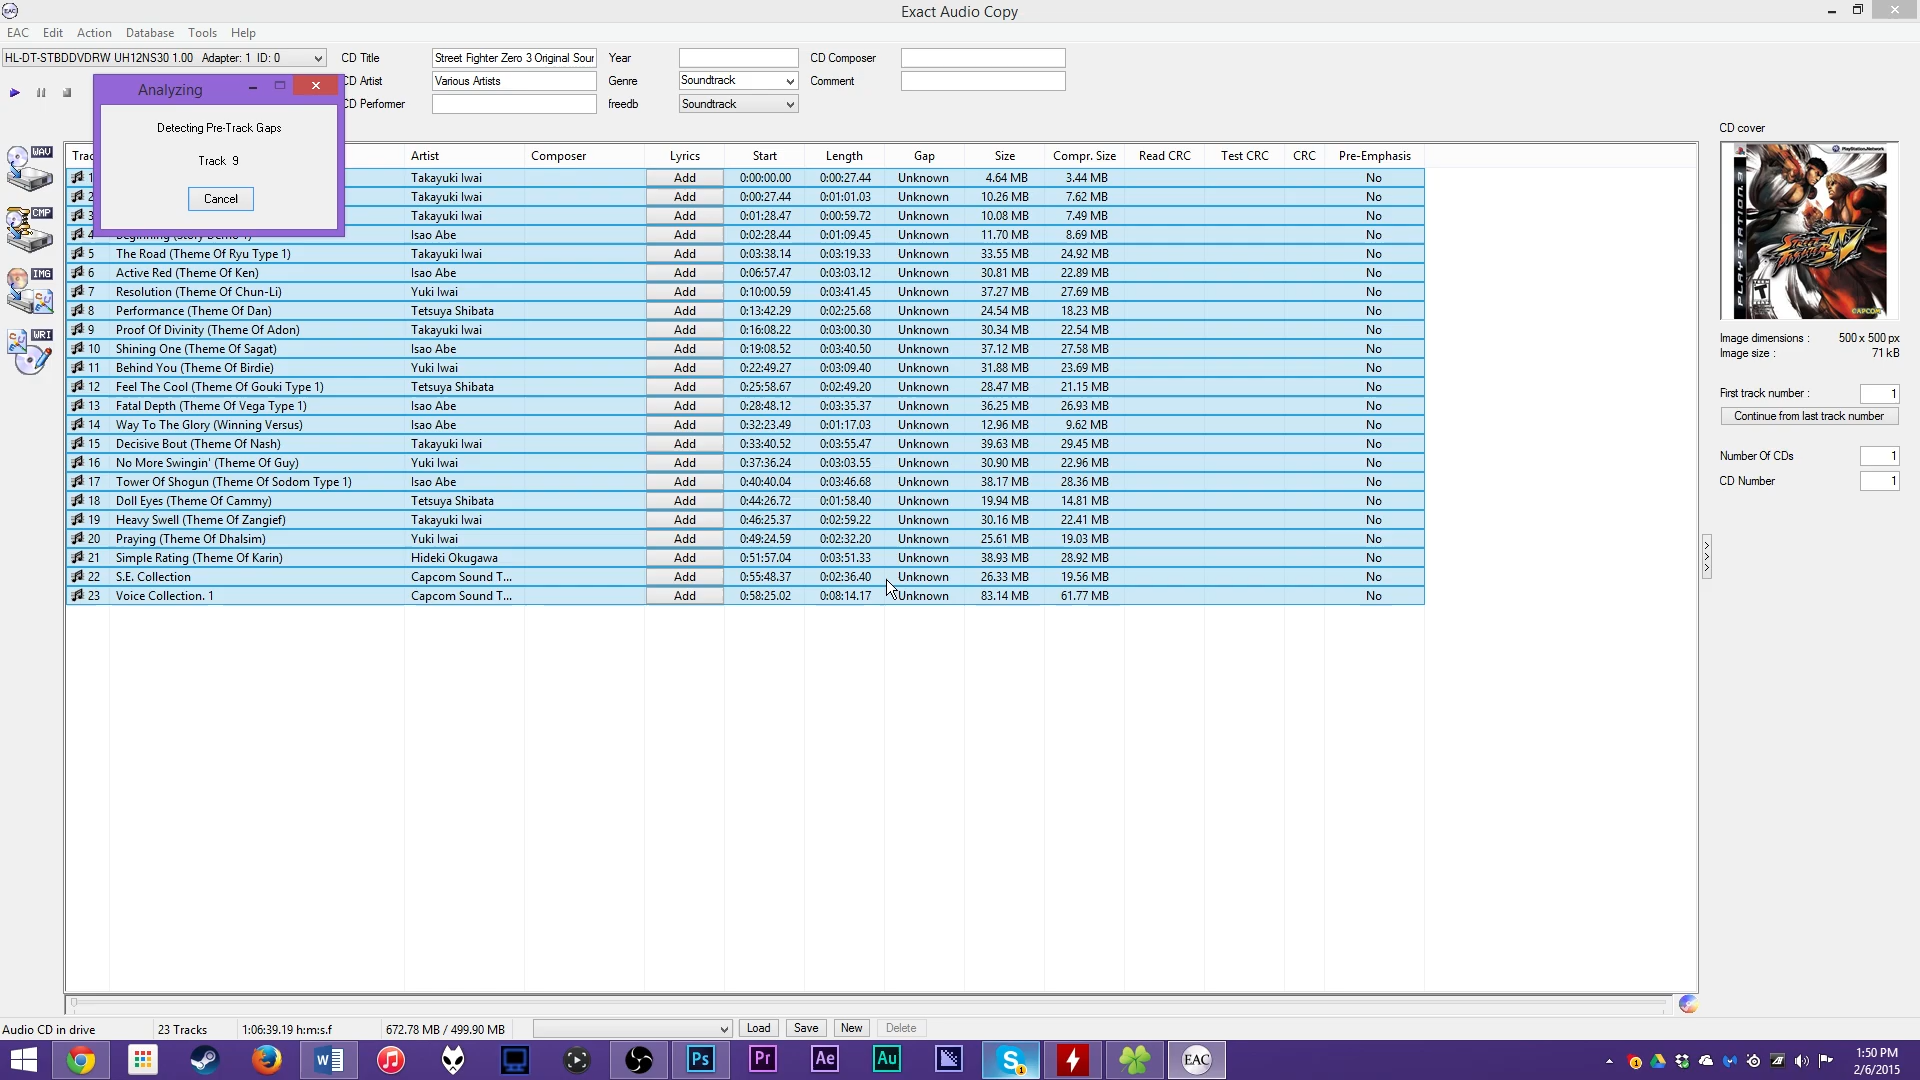 EAC
Exact Audio Copy
EAC Edit Action Database Tools Help
HL-DT-STBDDVDRW UH12NS30 1.00 Adapter: 1 ID: 0
CD Title Street Fighter Zero 3 Original Sour Year CD Composer
CD Artist Various Artists Genre Soundtrack Comment
CD Performer freedb Soundtrack
Analyzing
Detecting Pre-Track Gaps
Track 9
Cancel
WAV
CMP
IMG
WRI
Trac Artist Composer Lyrics Start Length Gap Size Compr. Size Read CRC Test CRC CRC Pre-Emphasis
1 Takayuki Iwai Add 0:00:00.00 0:00:27.44 Unknown 4.64 MB 3.44 MB No
2 Takayuki Iwai Add 0:00:27.44 0:01:01.03 Unknown 10.26 MB 7.62 MB No
3 Takayuki Iwai Add 0:01:28.47 0:00:59.72 Unknown 10.08 MB 7.49 MB No
4 Beginning (Story Demo 1) Isao Abe Add 0:02:28.44 0:01:09.45 Unknown 11.70 MB 8.69 MB No
5 The Road (Theme Of Ryu Type 1) Takayuki Iwai Add 0:03:38.14 0:03:19.33 Unknown 33.55 MB 24.92 MB No
6 Active Red (Theme Of Ken) Isao Abe Add 0:06:57.47 0:03:03.12 Unknown 30.81 MB 22.89 MB No
7 Resolution (Theme Of Chun-Li) Yuki Iwai Add 0:10:00.59 0:03:41.45 Unknown 37.27 MB 27.69 MB No
8 Performance (Theme Of Dan) Tetsuya Shibata Add 0:13:42.29 0:02:25.68 Unknown 24.54 MB 18.23 MB No
9 Proof Of Divinity (Theme Of Adon) Takayuki Iwai Add 0:16:08.22 0:03:00.30 Unknown 30.34 MB 22.54 MB No
10 Shining One (Theme Of Sagat) Isao Abe Add 0:19:08.52 0:03:40.50 Unknown 37.12 MB 27.58 MB No
11 Behind You (Theme Of Birdie) Yuki Iwai Add 0:22:49.27 0:03:09.40 Unknown 31.88 MB 23.69 MB No
12 Feel The Cool (Theme Of Gouki Type 1) Tetsuya Shibata Add 0:25:58.67 0:02:49.20 Unknown 28.47 MB 21.15 MB No
13 Fatal Depth (Theme Of Vega Type 1) Isao Abe Add 0:28:48.12 0:03:35.37 Unknown 36.25 MB 26.93 MB No
14 Way To The Glory (Winning Versus) Isao Abe Add 0:32:23.49 0:01:17.03 Unknown 12.96 MB 9.62 MB No
15 Decisive Bout (Theme Of Nash) Takayuki Iwai Add 0:33:40.52 0:03:55.47 Unknown 39.63 MB 29.45 MB No
16 No More Swingin' (Theme Of Guy) Yuki Iwai Add 0:37:36.24 0:03:03.55 Unknown 30.90 MB 22.96 MB No
17 Tower Of Shogun (Theme Of Sodom Type 1) Isao Abe Add 0:40:40.04 0:03:46.68 Unknown 38.17 MB 28.36 MB No
18 Doll Eyes (Theme Of Cammy) Tetsuya Shibata Add 0:44:26.72 0:01:58.40 Unknown 19.94 MB 14.81 MB No
19 Heavy Swell (Theme Of Zangief) Takayuki Iwai Add 0:46:25.37 0:02:59.22 Unknown 30.16 MB 22.41 MB No
20 Praying (Theme Of Dhalsim) Yuki Iwai Add 0:49:24.59 0:02:32.20 Unknown 25.61 MB 19.03 MB No
21 Simple Rating (Theme Of Karin) Hideki Okugawa Add 0:51:57.04 0:03:51.33 Unknown 38.93 MB 28.92 MB No
22 S.E. Collection Capcom Sound T... Add 0:55:48.37 0:02:36.40 Unknown 26.33 MB 19.56 MB No
23 Voice Collection. 1 Capcom Sound T... Add 0:58:25.02 0:08:14.17 Unknown 83.14 MB 61.77 MB No
CD cover
PlayStation Network
PLAYSTATION 3
STREET FIGHTER IV
T
CAPCOM
Image dimensions : 500 x 500 px
Image size : 71 kB
First track number : 1
Continue from last track number
Number Of CDs 1
CD Number 1
Audio CD in drive 23 Tracks 1:06:39.19 h:m:s.f 672.78 MB / 499.90 MB Load Save New Delete
W Ps Pr Ae Au S 1 EAC
1:50 PM
2/6/2015